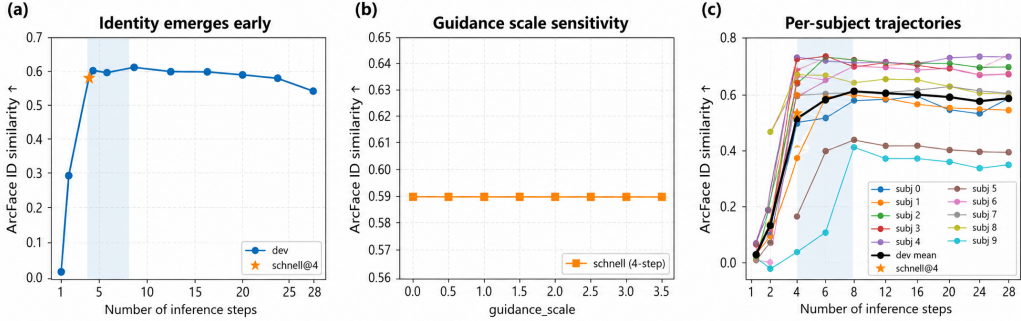 (a)
Identity emerges early
ArcFace ID similarity ↑
0.7
0.6
0.5
0.4
0.3
0.2
0.1
0.0
1
5
10
15
20
25
28
Number of inference steps
dev
schnell@4
(b)
Guidance scale sensitivity
ArcFace ID similarity ↑
0.65
0.64
0.63
0.62
0.61
0.60
0.59
0.58
0.57
0.56
0.0
0.5
1.0
1.5
2.0
2.5
3.0
3.5
guidance_scale
schnell (4-step)
(c)
Per-subject trajectories
ArcFace ID similarity ↑
0.8
0.6
0.4
0.2
0.0
1
2
4
6
8
12
16
20
24
28
Number of inference steps
subj 0
subj 1
subj 2
subj 3
subj 4
subj 5
subj 6
subj 7
subj 8
subj 9
dev mean
schnell@4